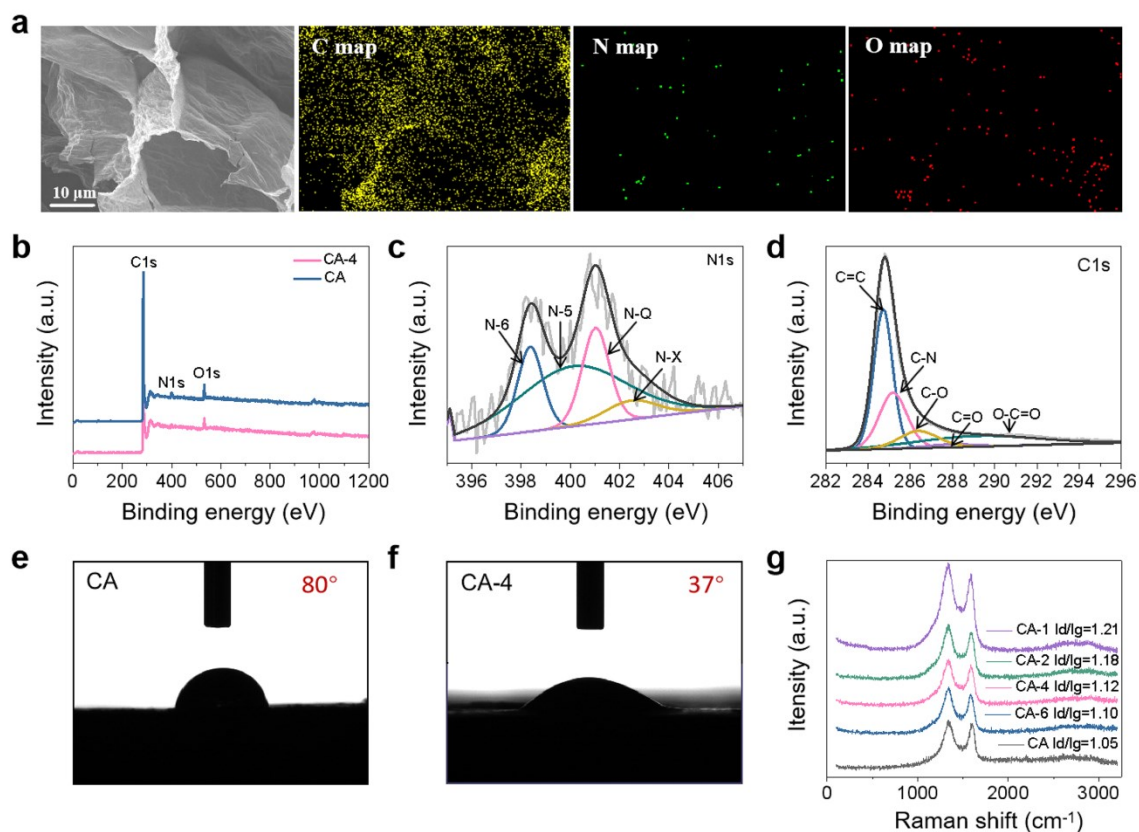 a
C map
N map
O map
10 μm
b
C1s
N1s
O1s
CA-4
CA
Intensity (a.u.)
0 200 400 600 800 1000 1200
Binding energy (eV)
c
N1s
N-6
N-5
N-Q
N-X
Intensity (a.u.)
396 398 400 402 404 406
Binding energy (eV)
d
C1s
C=C
C-N
C-O
C=O
O-C=O
Intensity (a.u.)
282 284 286 288 290 292 294 296
Binding energy (eV)
e
CA
80°
f
CA-4
37°
g
CA-1 Id/Ig=1.21
CA-2 Id/Ig=1.18
CA-4 Id/Ig=1.12
CA-6 Id/Ig=1.10
CA Id/Ig=1.05
Itensity (a.u.)
0 1000 2000 3000
Raman shift (cm⁻¹)